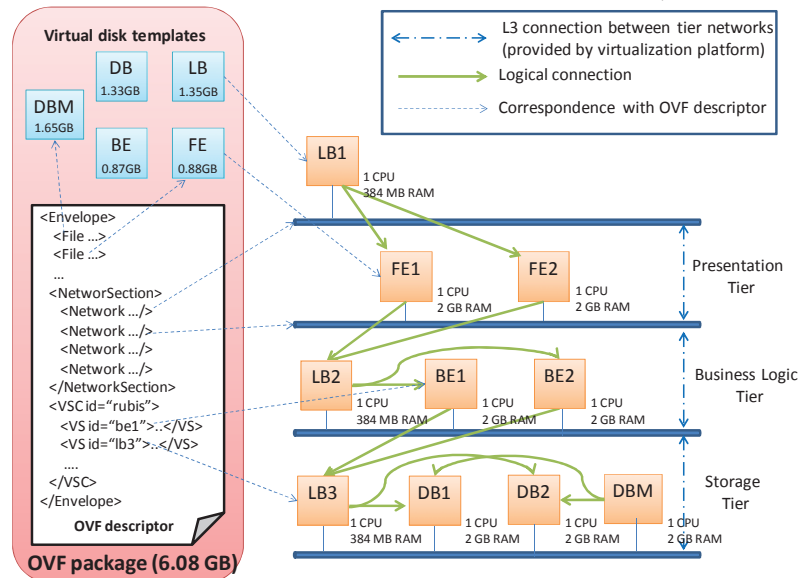 Virtual disk templates
DB
1.33GB
LB
1.35GB
DBM
1.65GB
BE
0.87GB
FE
0.88GB
<Envelope>
<File ...>
<File ...>
...
<NetworSection>
<Network .../>
<Network .../>
<Network .../>
<Network .../>
</NetworkSection>
<VSC id="rubis">
<VS id="be1">..</VS>
<VS id="lb3">..</VS>
....
</VSC>
</Envelope>
OVF descriptor
OVF package (6.08 GB)
L3 connection between tier networks
(provided by virtualization platform)
Logical connection
Correspondence with OVF descriptor
LB1
1 CPU
384 MB RAM
FE1
1 CPU
2 GB RAM
FE2
1 CPU
2 GB RAM
Presentation
Tier
LB2
1 CPU
384 MB RAM
BE1
1 CPU
2 GB RAM
BE2
1 CPU
2 GB RAM
Business Logic
Tier
LB3
1 CPU
384 MB RAM
DB1
1 CPU
2 GB RAM
DB2
1 CPU
2 GB RAM
DBM
1 CPU
2 GB RAM
Storage
Tier